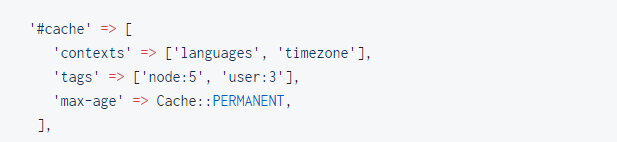 '#cache' => [
'contexts' => ['languages', 'timezone'],
'tags' => ['node:5', 'user:3'],
'max-age' => Cache::PERMANENT,
],